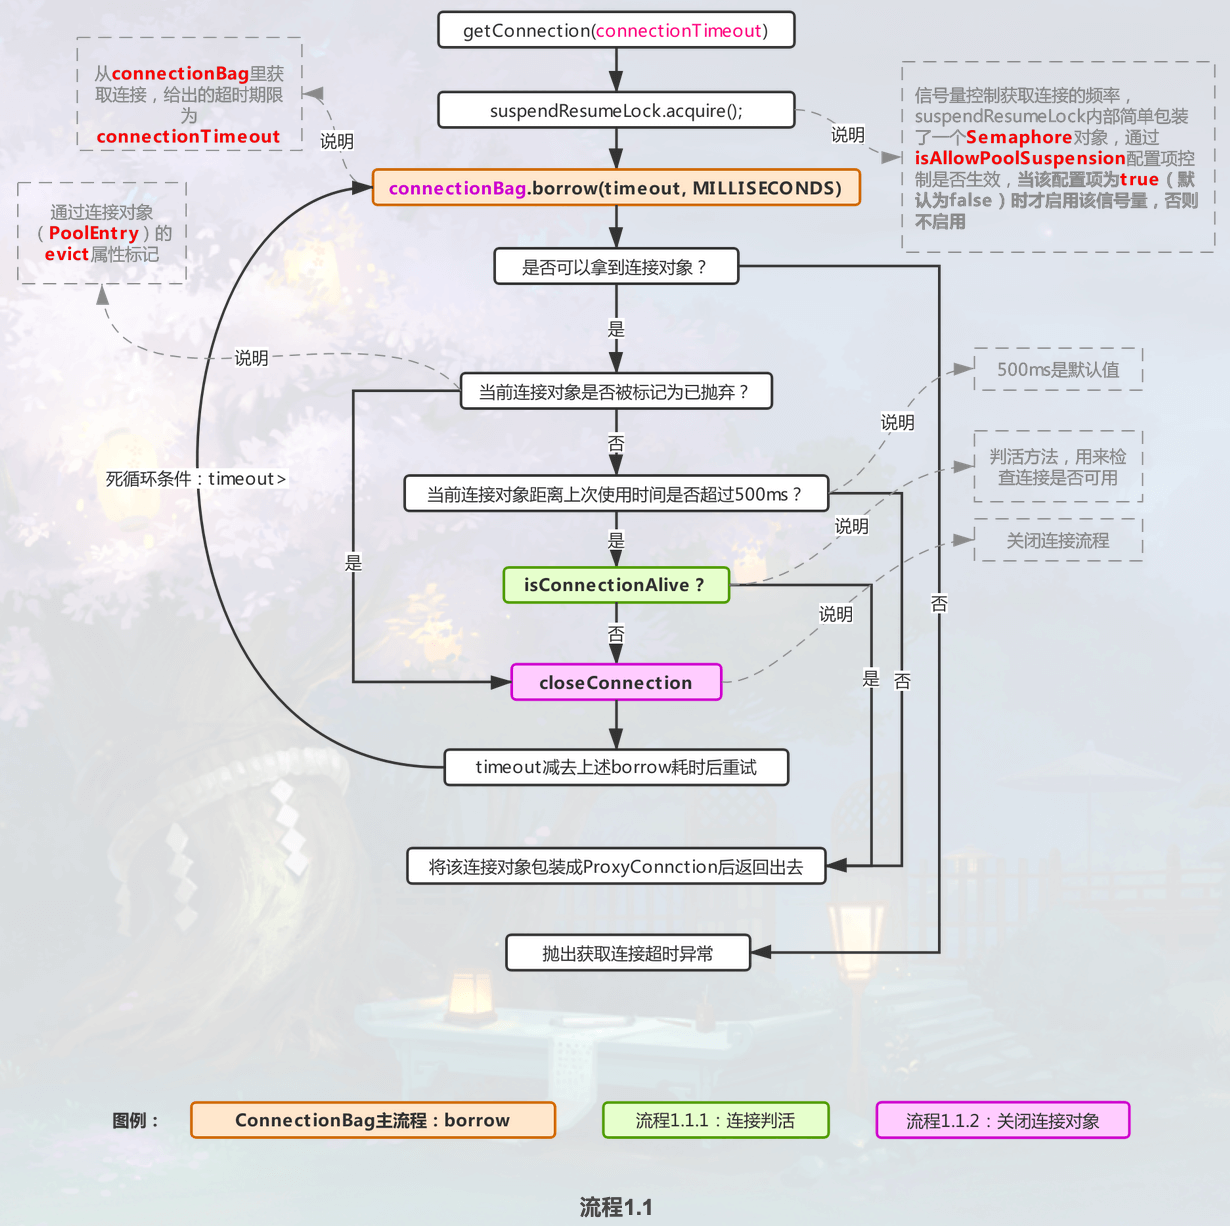 getConnection(connectionTimeout)
从connectionBag里获
取连接，给出的超时期限
为
connectionTimeout
suspendResumeLock.acquire();
说明
说明
信号量控制获取连接的频率，
suspendResumeLock内部简单包装
了一个Semaphore对象，通过
isAllowPoolSuspension配置项控
制是否生效，当该配置项为true（默
认为false）时才启用该信号量，否则
不启用
connectionBag.borrow(timeout, MILLISECONDS)
通过连接对象
（PoolEntry）的
evict属性标记
是否可以拿到连接对象？
是
说明
500ms是默认值
当前连接对象是否被标记为已抛弃？
说明
否
判活方法，用来检
查连接是否可用
死循环条件：timeout>
当前连接对象距离上次使用时间是否超过500ms？
说明
是
关闭连接流程
是
isConnectionAlive？
否
说明
否
closeConnection
是
否
timeout减去上述borrow耗时后重试
将该连接对象包装成ProxyConnction后返回出去
抛出获取连接超时异常
图例：
ConnectionBag主流程：borrow
流程1.1.1：连接判活
流程1.1.2：关闭连接对象
流程1.1